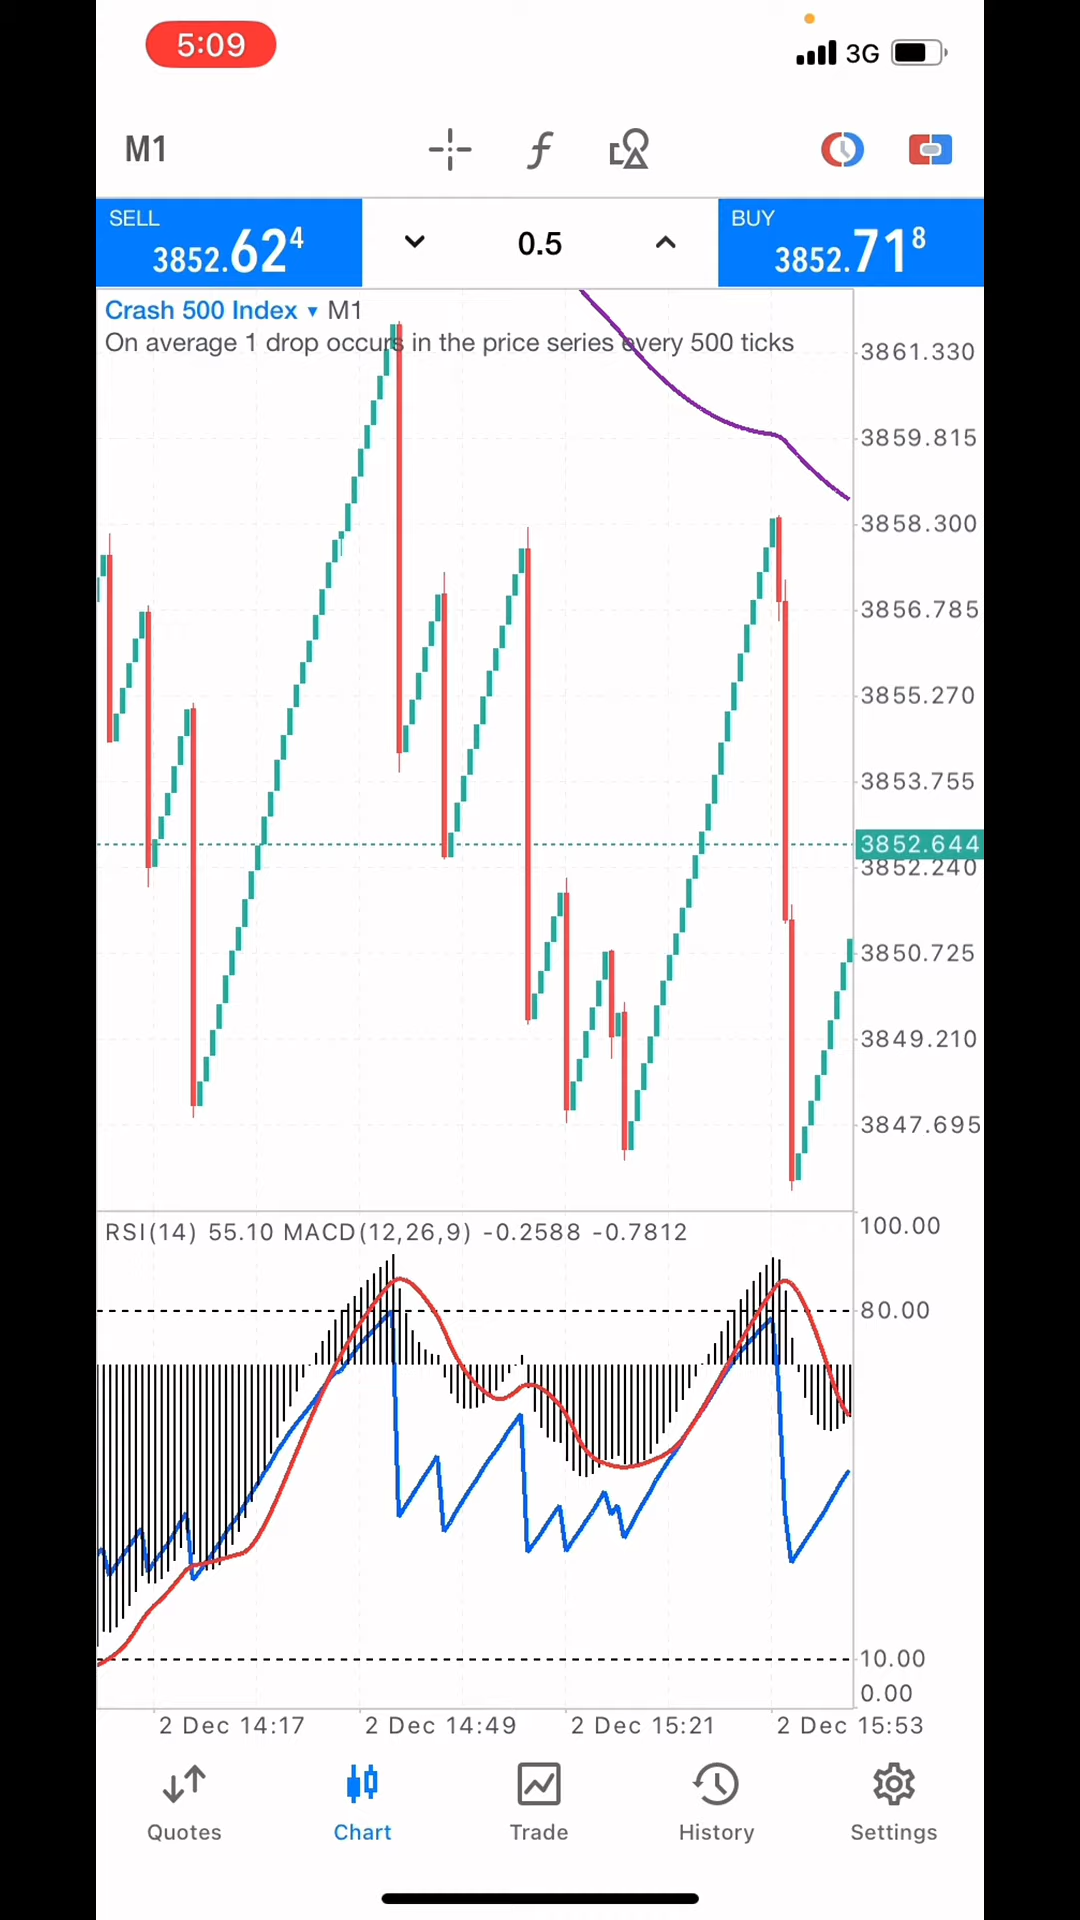 5:09
3G
M1
SELL
3852.62⁴
0.5
BUY
3852.71⁸
Crash 500 Index ▾ M1
On average 1 drop occurs in the price series every 500 ticks
3861.330
3859.815
3858.300
3856.785
3855.270
3853.755
3852.644
3852.240
3850.725
3849.210
3847.695
RSI(14) 55.10 MACD(12,26,9) -0.2588 -0.7812
100.00
80.00
10.00
0.00
2 Dec 14:17 2 Dec 14:49 2 Dec 15:21 2 Dec 15:53
Quotes Chart Trade History Settings